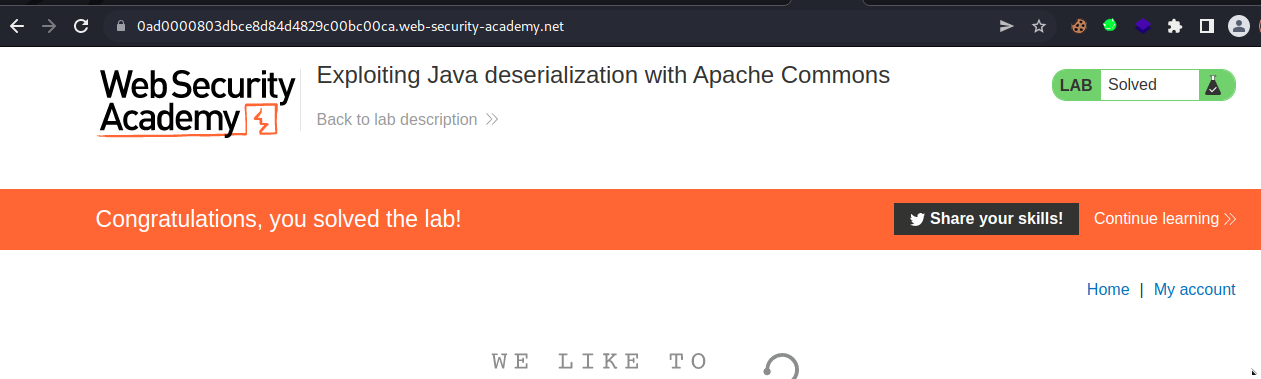 0ad0000803dbce8d84d4829c00bc00ca.web-security-academy.net
Web Security
Academy
Exploiting Java deserialization with Apache Commons
Back to lab description
LAB Solved
Congratulations, you solved the lab!
Share your skills!
Continue learning
Home | My account
WE LIKE TO